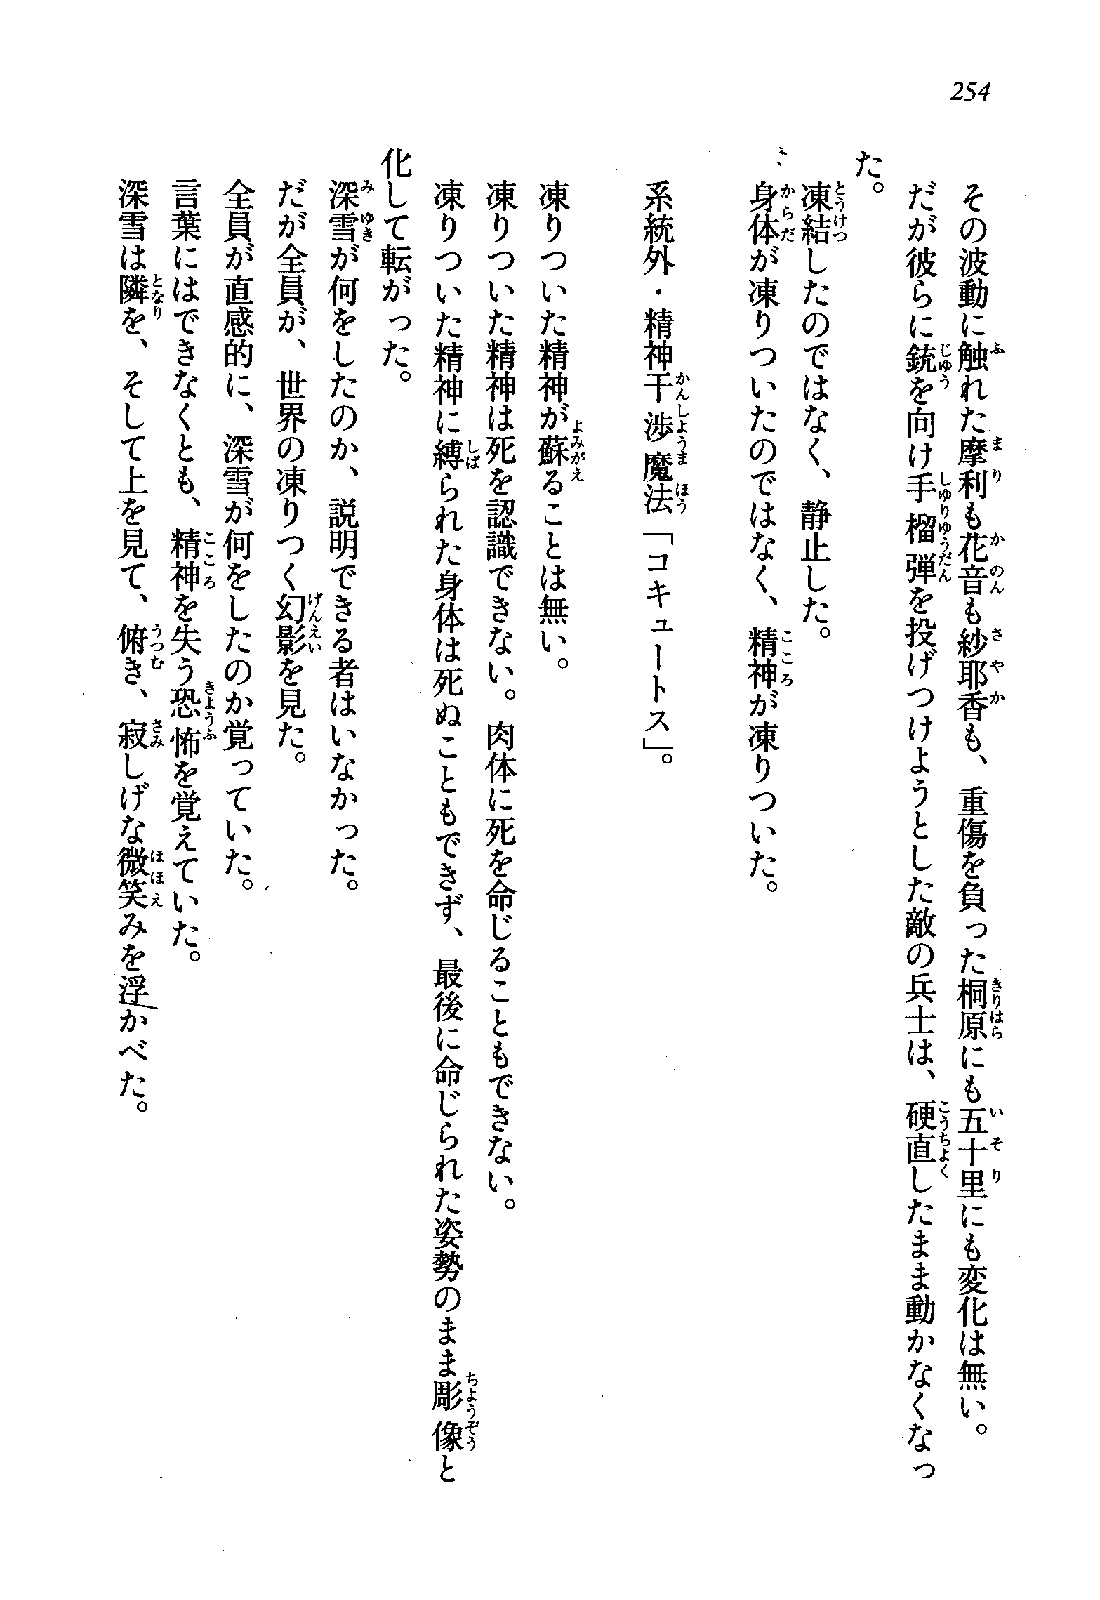 254
その波動に触れた摩利も花音も紗耶香も、重傷を負った桐原にも五十里にも変化は無い。
だが彼らに銃を向け手榴弾を投げつけようとした敵の兵士は、硬直したまま動かなくなっ
た。
凍結したのではなく、静止した。
身体が凍りついたのではなく、精神が凍りついた。
系統外・精神干渉魔法「コキュートス」。
凍りついた精神が蘇ることは無い。
凍りついた精神は死を認識できない。肉体に死を命じることもできない。
凍りついた精神に縛られた身体は死ぬこともできず、最後に命じられた姿勢のまま彫像と
化して転がった。
深雪が何をしたのか、説明できる者はいなかった。
だが全員が、世界の凍りつく幻影を見た。
全員が直感的に、深雪が何をしたのか覚っていた。
言葉にはできなくとも、精神を失う恐怖を覚えていた。
深雪は隣を、そして上を見て、俯き、寂しげな微笑みを浮かべた。